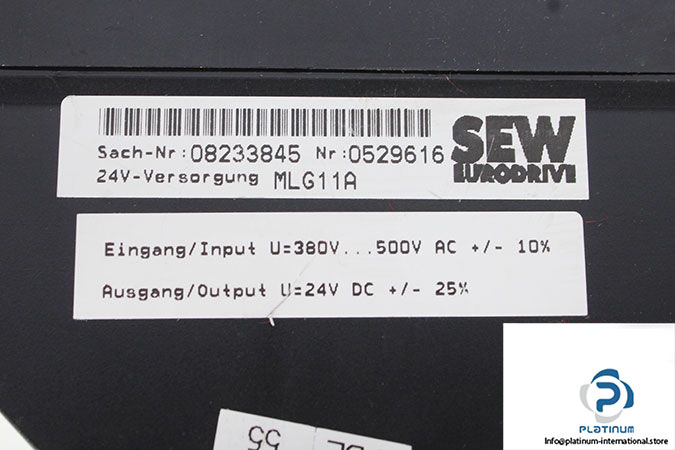 Sach-Nr:08233845 Nr:0529616
24V-Versorgung MLG11A
SEW
EURODRIVE
Eingang/Input U=380V...500V AC +/- 10%
Ausgang/Output U=24V DC +/- 25%
55
PLATINUM
Info@platinum-international.store